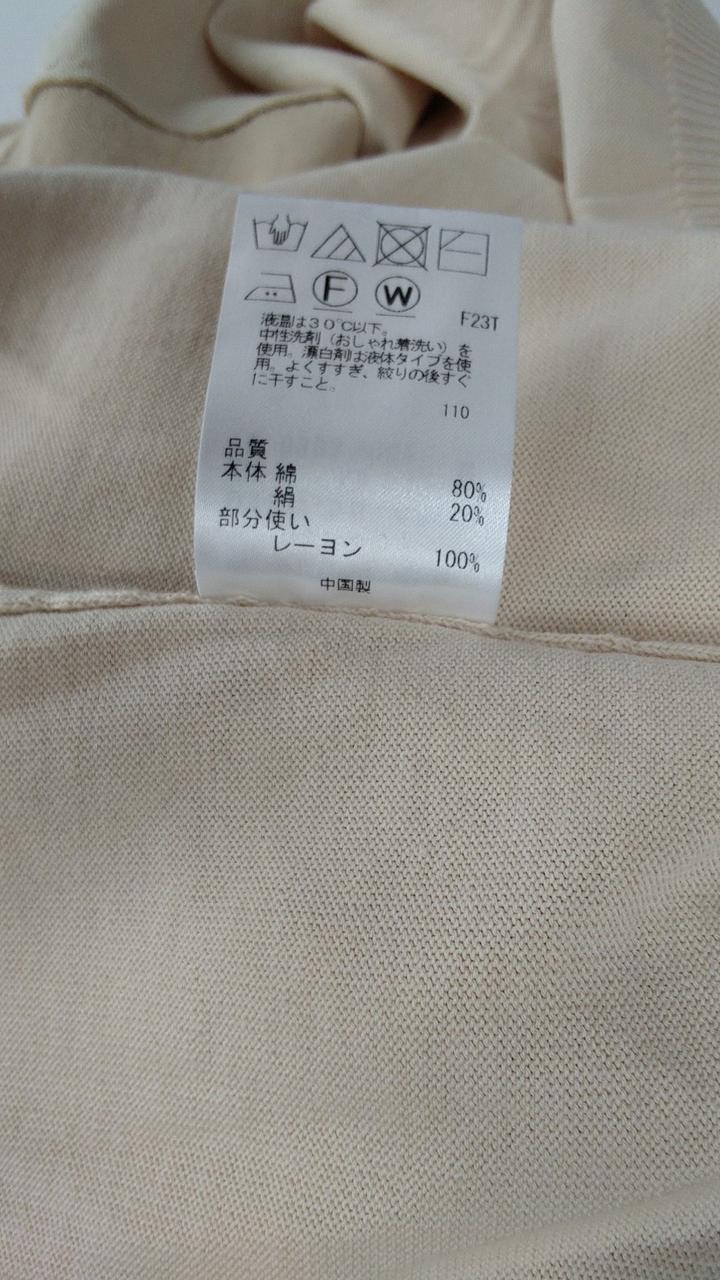 F
W
F23T
液温は30℃以下。
中性洗剤（おしゃれ着洗い）を
使用。漂白剤は液体タイプを使
用。よくすすぎ、絞りの後すぐ
に干すこと。
110
品質
本体 綿 80%
絹 20%
部分使い
レーヨン 100%
中国製